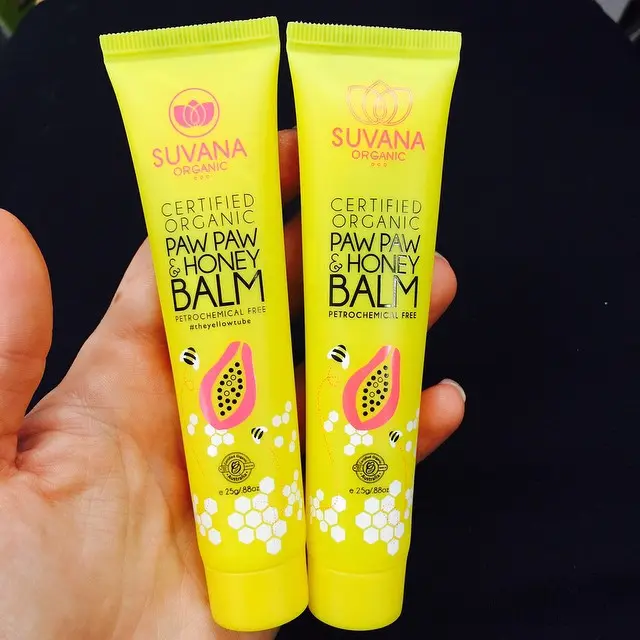 SUVANA
ORGANIC
CERTIFIED
ORGANIC
PAW PAW
& HONEY
BALM
PETROCHEMICAL FREE
#theyellowtube
e 25g/.88oz
SUVANA
ORGANIC
CERTIFIED
ORGANIC
PAW PAW
& HONEY
BALM
PETROCHEMICAL FREE
e 25g/.88oz